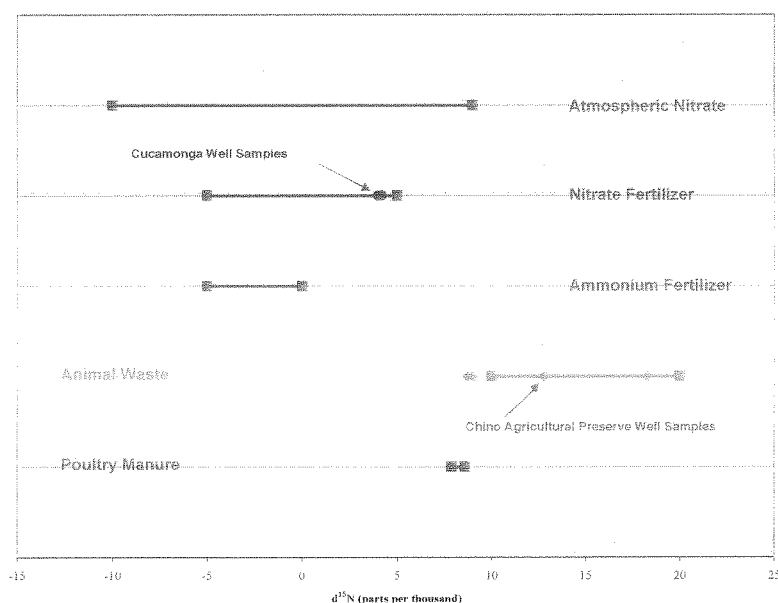 Atmospheric Nitrate
Cucamonga Well Samples
Nitrate Fertilizer
Ammonium Fertilizer
Animal Waste
Chino Agricultural Preserve Well Samples
Poultry Manure
-15 -10 -5 0 5 10 15 20 25
d¹⁵N (parts per thousand)